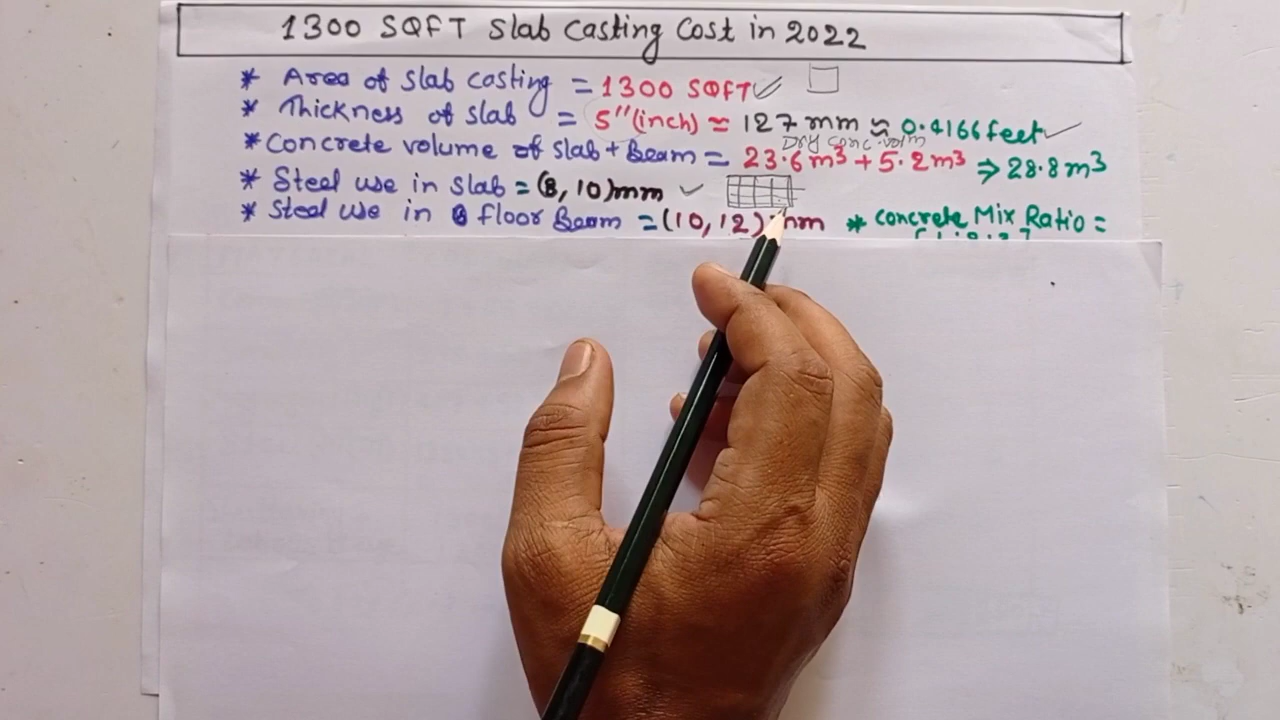 1300 SQFT Slab Casting Cost in 2022
* Area of Slab Casting = 1300 SQFT
* Thickness of Slab = 5" (inch) ≈ 127 mm ≈ 0.4166 feet
Dry conc. volm
* Concrete volume of Slab + Beam = 23.6 m³ + 5.2 m³ ⇒ 28.8 m³
* Steel use in Slab = (8, 10) mm
* Steel use in floor Beam = (10, 12) mm * Concrete Mix Ratio =